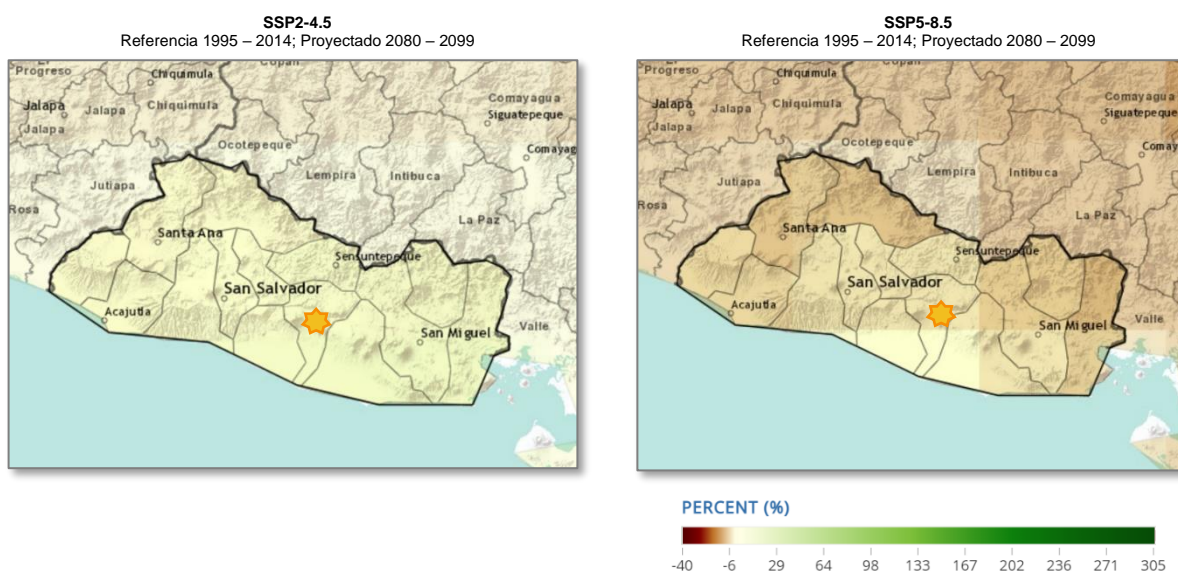 SSP2-4.5
Referencia 1995 – 2014; Proyectado 2080 – 2099
Progreso
Chiquimula
Copan
Jalapa
Jalapa
Chiquimula
Comayagua
Siguatepeque
Jalapa
Ocotepeque
Comayag
Jutiapa
Lempira
Intibuca
Rosa
La Paz
Santa Ana
Sensuntepeque
San Salvador
Acajutla
San Miguel
Valle
SSP5-8.5
Referencia 1995 – 2014; Proyectado 2080 – 2099
Progreso
Chiquimula
Copan
Jalapa
Jalapa
Chiquimula
Comayagua
Siguatepeque
Jalapa
Ocotepeque
Comay
Jutiapa
Lempira
Intibuca
Rosa
La Paz
Santa Ana
Sensuntepeque
San Salvador
Acajutla
San Miguel
Valle
PERCENT (%)
-40 -6 29 64 98 133 167 202 236 271 305